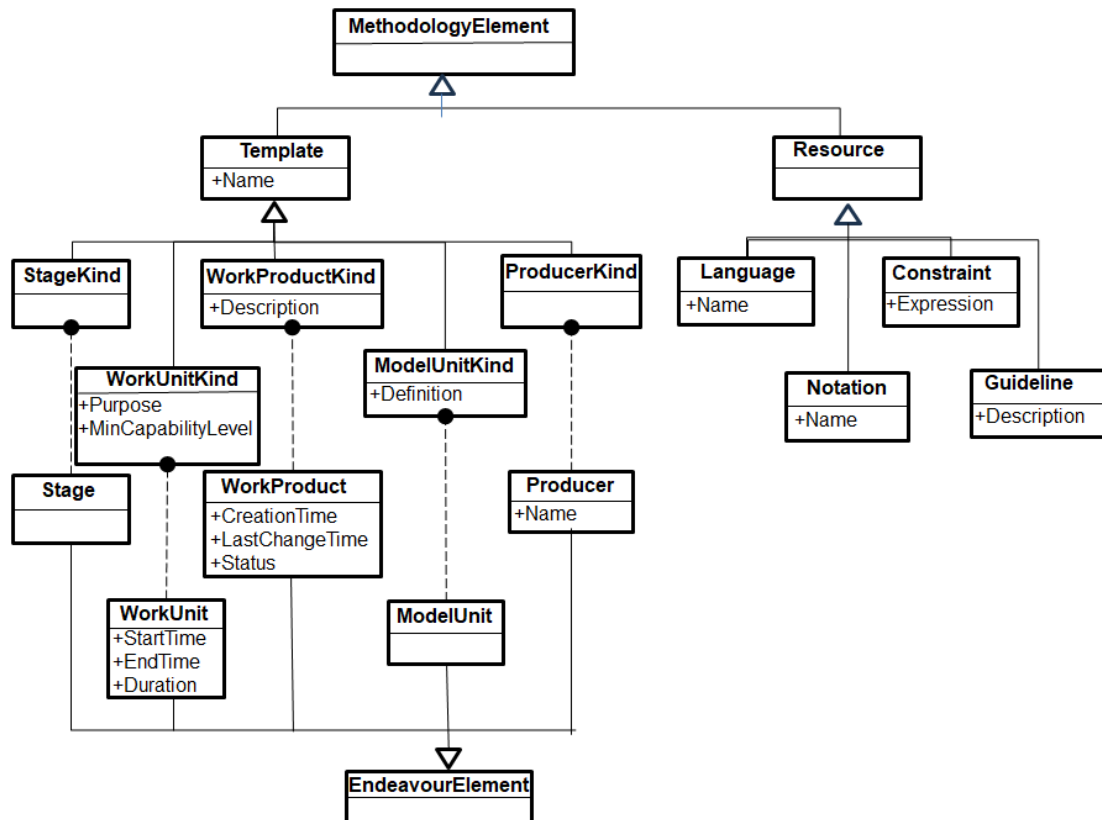 MethodologyElement
Template
+Name
Resource
StageKind
WorkProductKind
+Description
ProducerKind
Language
+Name
Constraint
+Expression
WorkUnitKind
+Purpose
+MinCapabilityLevel
ModelUnitKind
+Definition
Notation
+Name
Guideline
+Description
Stage
WorkProduct
+CreationTime
+LastChangeTime
+Status
Producer
+Name
WorkUnit
+StartTime
+EndTime
+Duration
ModelUnit
EndeavourElement